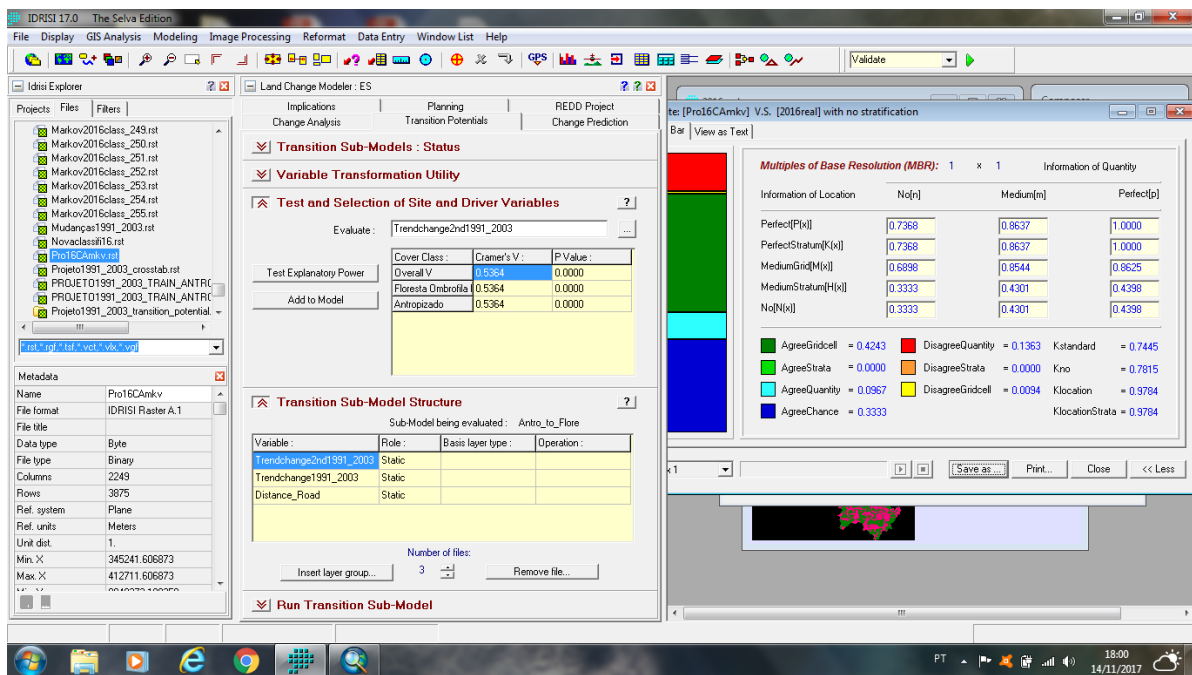 IDRISI 17.0 The Selva Edition
File Display GIS Analysis Modeling Image Processing Reformat Data Entry Window List Help
GPS
Validate
Idrisi Explorer
Projects Files Filters
Markov2016class_249.rst
Markov2016class_250.rst
Markov2016class_251.rst
Markov2016class_252.rst
Markov2016class_253.rst
Markov2016class_254.rst
Markov2016class_255.rst
Mudanças1991_2003.rst
Novaclassifi16.rst
Pro16CAmkv.rst
Projeto1991_2003_crosstab.rst
PROJETO1991_2003_TRAIN_ANTRO
PROJETO1991_2003_TRAIN_ANTRO
Projeto1991_2003_transition_potential.
*.rst,*.rgf,*.tsf,*.vct,*.vlx,*.vgf
Metadata
Name Pro16CAmkv
File format IDRISI Raster A.1
File title
Data type Byte
File type Binary
Columns 2249
Rows 3875
Ref. system Plane
Ref. units Meters
Unit dist. 1.
Min. X 345241.606873
Max. X 412711.606873
Land Change Modeler : ES
Implications Planning REDD Project
Change Analysis Transition Potentials Change Prediction
Transition Sub-Models : Status
Variable Transformation Utility
Test and Selection of Site and Driver Variables ?
Evaluate : Trendchange2nd1991_2003 ...
Test Explanatory Power
Add to Model
Cover Class : Cramer's V : P Value :
Overall V 0.5364 0.0000
Floresta Ombrofila 0.5364 0.0000
Antropizado 0.5364 0.0000
Transition Sub-Model Structure ?
Sub-Model being evaluated : Antro_to_Flore
Variable : Role : Basis layer type : Operation :
Trendchange2nd1991_2003 Static
Trendchange1991_2003 Static
Distance_Road Static
Number of files:
Insert layer group... 3 Remove file...
Run Transition Sub-Model
te: [Pro16CAmkv] V.S. [2016real] with no stratification
Bar View as Text
Multiples of Base Resolution (MBR): 1 x 1 Information of Quantity
Information of Location No[n] Medium[m] Perfect[p]
Perfect[P(x)] 0.7368 0.8637 1.0000
PerfectStratum[K(x)] 0.7368 0.8637 1.0000
MediumGrid[M(x)] 0.6898 0.8544 0.8625
MediumStratum[H(x)] 0.3333 0.4301 0.4398
No[N(x)] 0.3333 0.4301 0.4398
AgreeGridcell = 0.4243 DisagreeQuantity = 0.1363 Kstandard = 0.7445
AgreeStrata = 0.0000 DisagreeStrata = 0.0000 Kno = 0.7815
AgreeQuantity = 0.0967 DisagreeGridcell = 0.0094 Klocation = 0.9784
AgreeChance = 0.3333 KlocationStrata = 0.9784
x 1 Save as ... Print... Close << Less
PT 18:00
14/11/2017